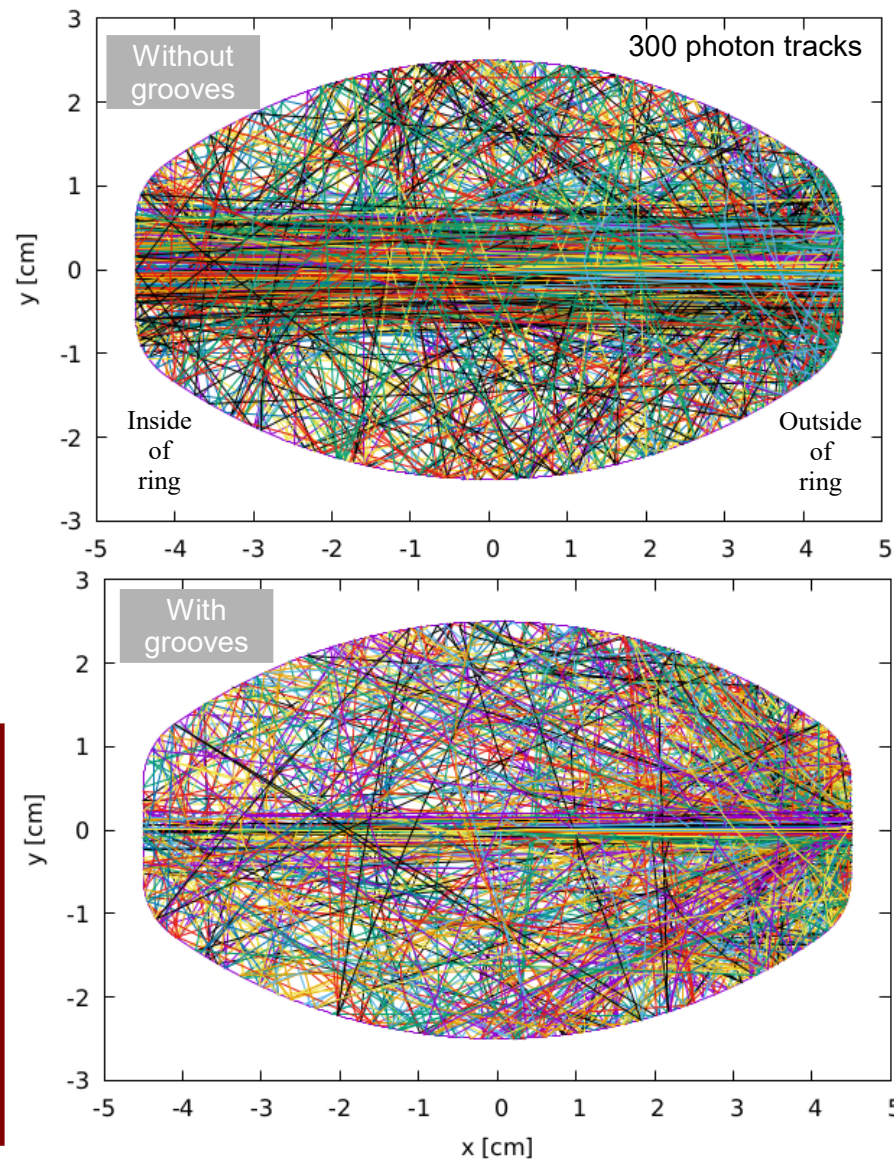 3
Without
grooves
300 photon tracks
2
1
y [cm]
0
-1
Inside
of
ring
Outside
of
ring
-2
-3
-5 -4 -3 -2 -1 0 1 2 3 4 5
3
With
grooves
2
1
y [cm]
0
-1
-2
-3
-5 -4 -3 -2 -1 0 1 2 3 4 5
x [cm]